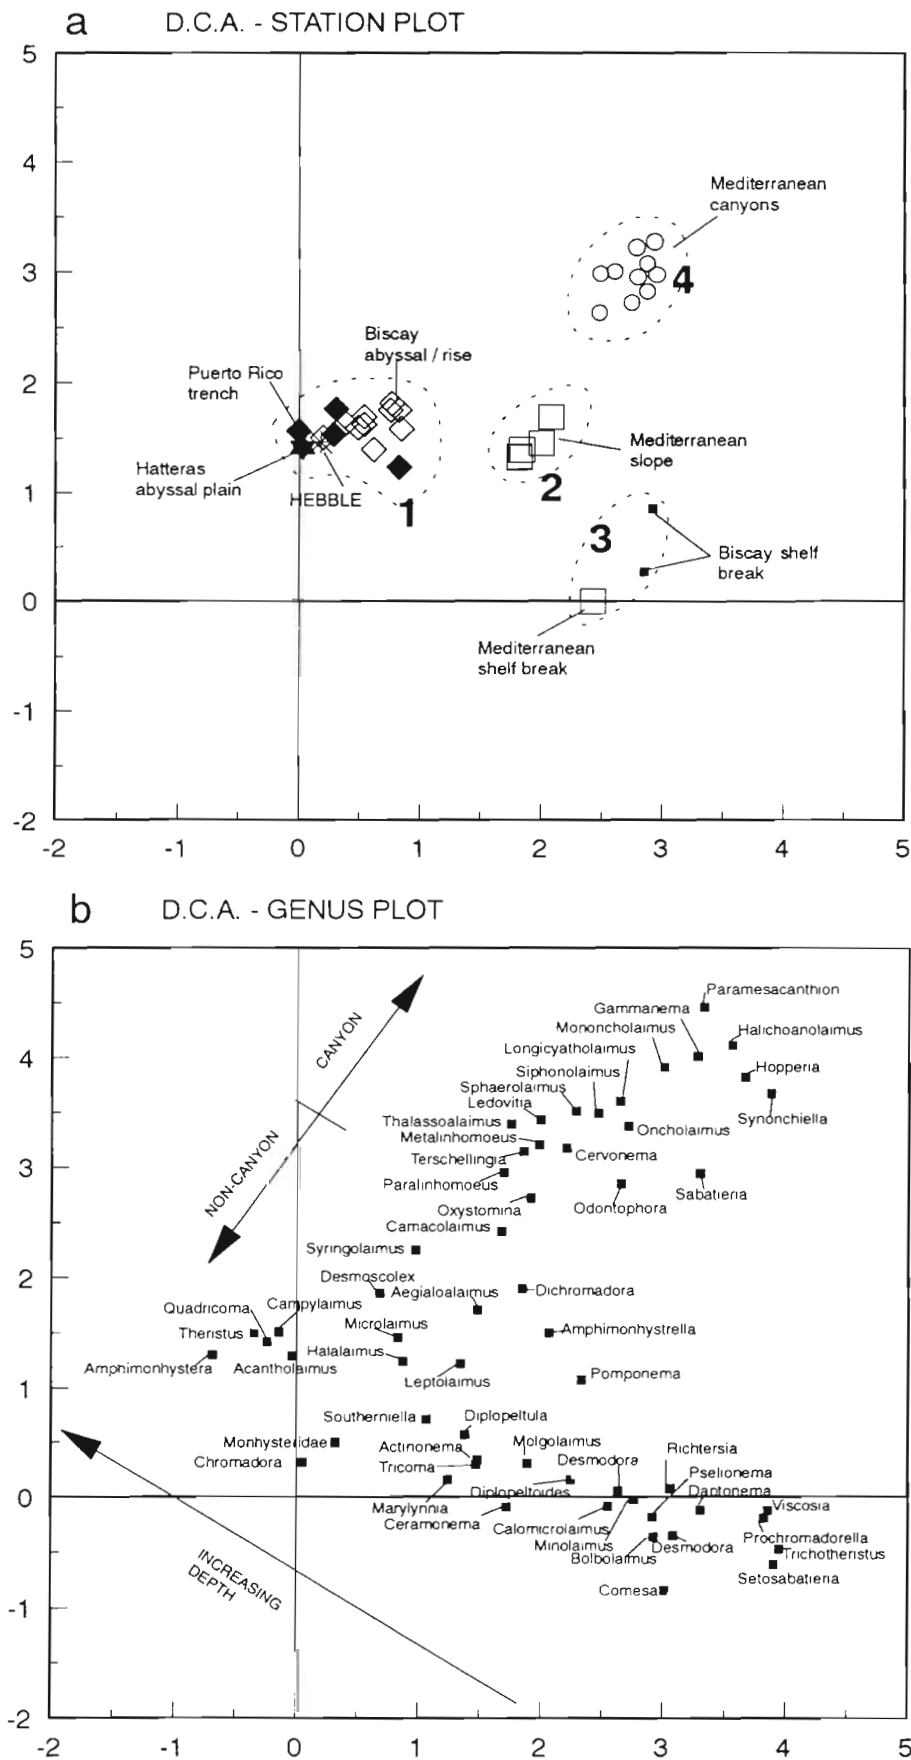 a D.C.A. - STATION PLOT
5
4
3
2
1
0
-1
-2
-2 -1 0 1 2 3 4 5
Mediterranean
canyons
4
Biscay
abyssal / rise
Puerto Rico
trench
Hatteras
abyssal plain
HEBBLE
1
Mediterranean
slope
2
3
Biscay shelf
break
Mediterranean
shelf break
b D.C.A. - GENUS PLOT
5
4
3
2
1
0
-1
-2
-2 -1 0 1 2 3 4 5
CANYON
NON-CANYON
Paramesacanthion
Gammanema
Halichoanolaimus
Mononcholaimus
Longicyatholaimus
Hopperia
Siphonolaimus
Sphaerolaimus
Ledovitia
Synonchiella
Thalassoalaimus
Oncholaimus
Metalinhomoeus
Cervonema
Terschellingia
Paralinhomoeus
Sabatieria
Oxystomina
Odontophora
Camacolaimus
Syringolaimus
Desmoscolex
Aegialoalaimus
Dichromadora
Quadricoma
Campylaimus
Microlaimus
Theristus
Amphimonhystrella
Halalaimus
Amphimonhystera
Acantholaimus
Leptolaimus
Pomponema
Southerniella
Diplopeltula
Monhysteridae
Actinonema
Molgolaimus
Richtersia
Chromadora
Tricoma
Desmodora
Pselionema
Diplopeltoides
Daptonema
Marylynnia
Viscosia
Ceramonema
Calomicrolaimus
Minolaimus
Desmodora
Prochromadorella
Bolbolaimus
Trichotheristus
Setosabatieria
Comesa
INCREASING
DEPTH